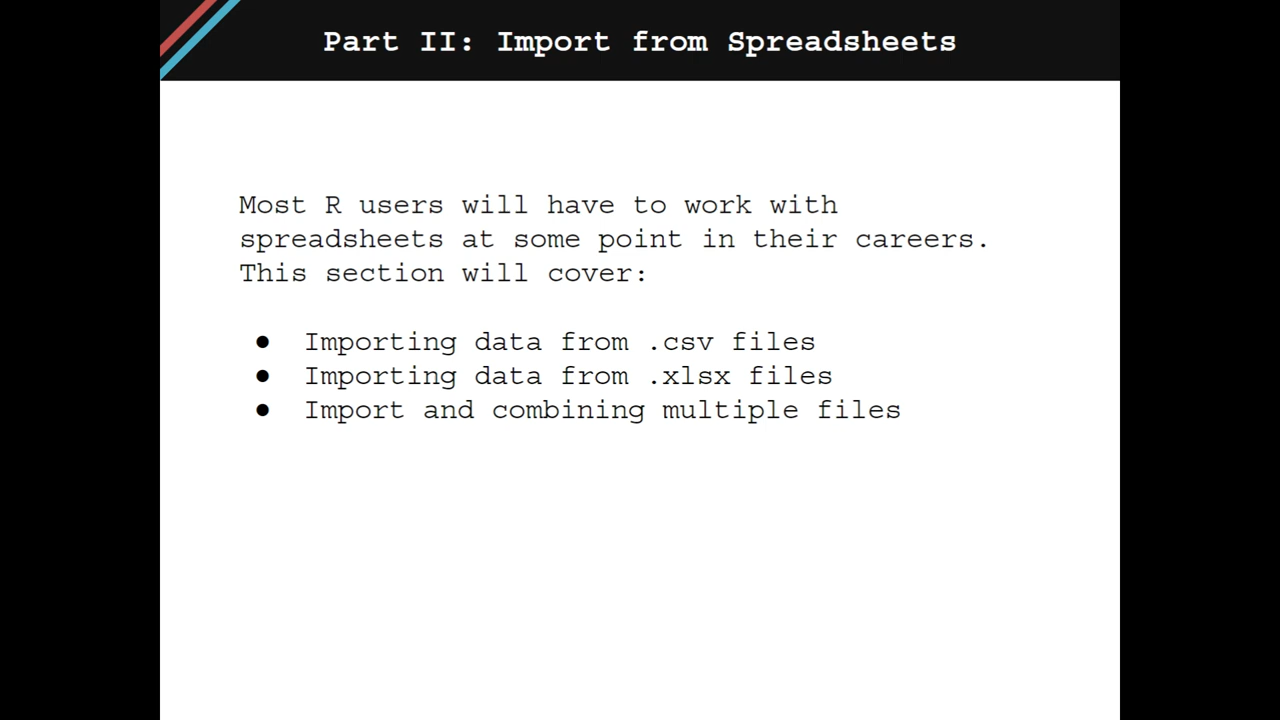 Part II: Import from Spreadsheets
Most R users will have to work with
spreadsheets at some point in their careers.
This section will cover:
● Importing data from .csv files
● Importing data from .xlsx files
● Import and combining multiple files